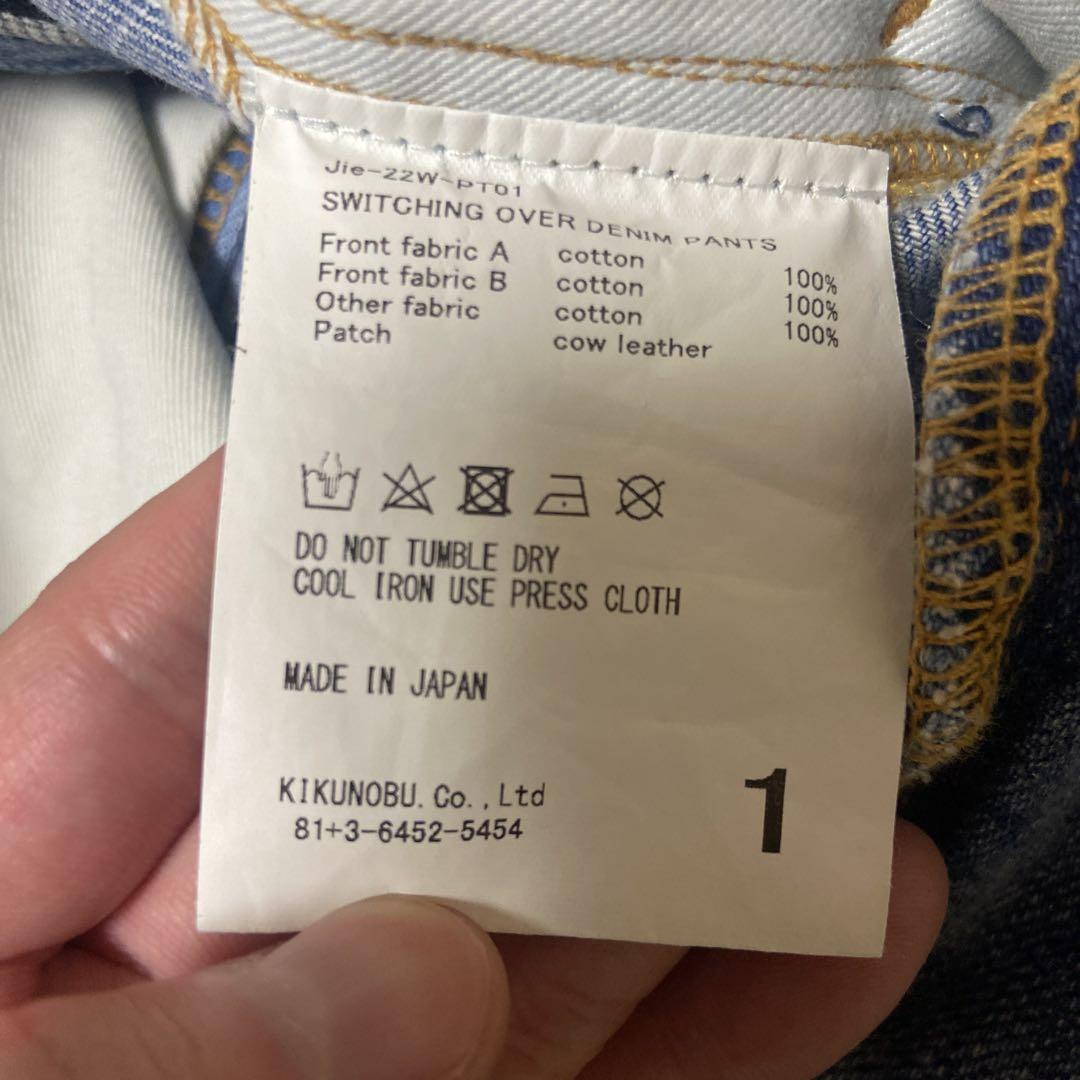 Jie-22W-PT01
SWITCHING OVER DENIM PANTS
Front fabric A cotton 100%
Front fabric B cotton 100%
Other fabric cotton 100%
Patch cow leather
DO NOT TUMBLE DRY
COOL IRON USE PRESS CLOTH
MADE IN JAPAN
KIKUNOBU.Co.,Ltd
81+3-6452-5454
1